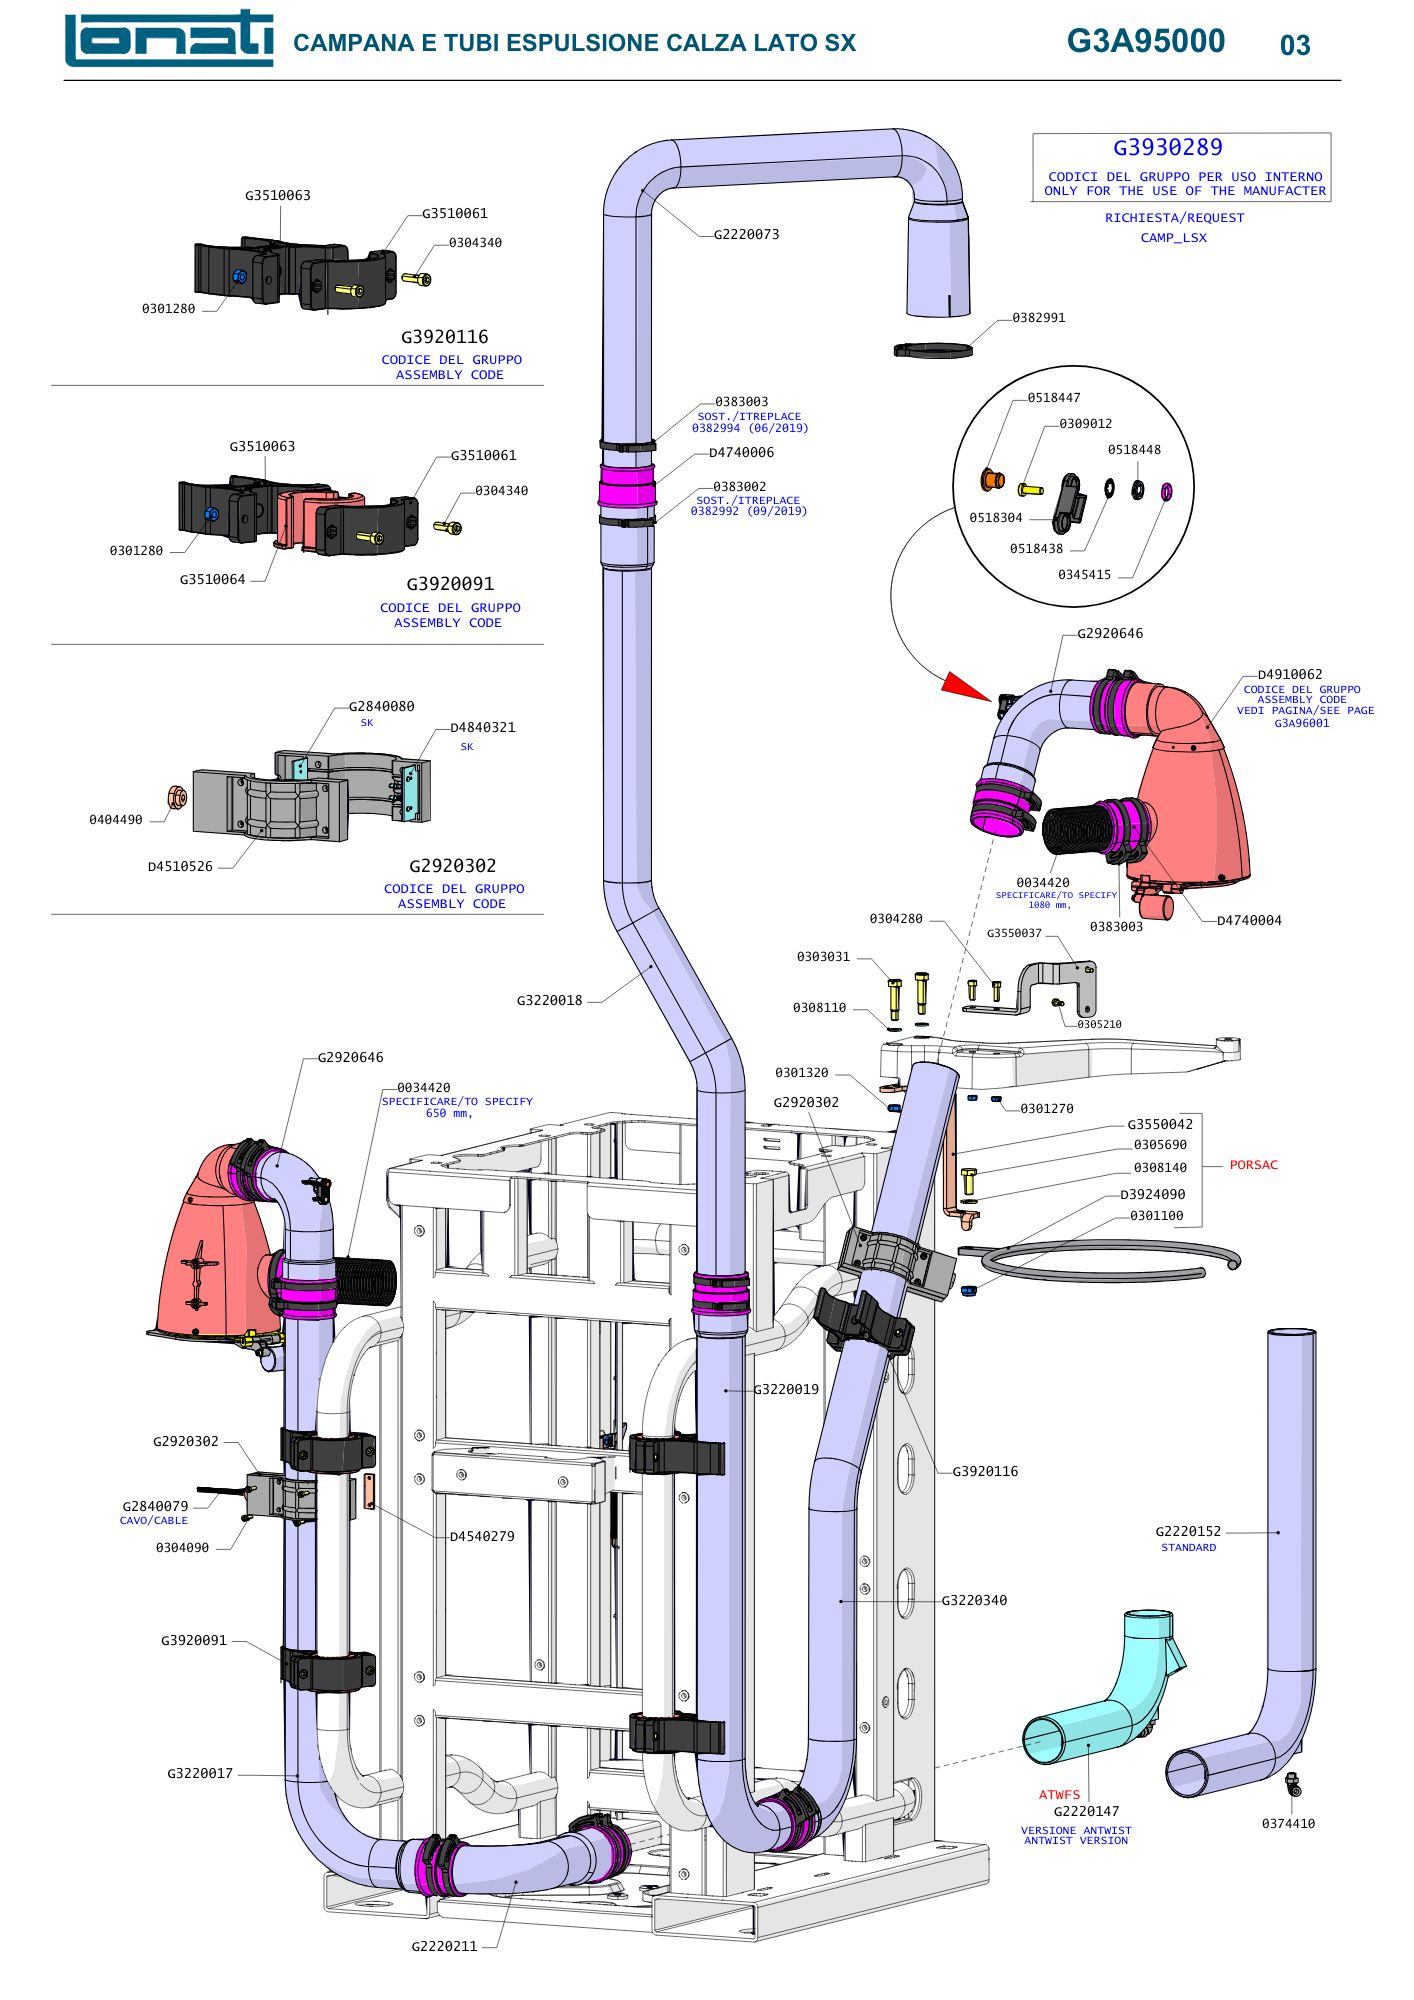 Lonati
CAMPANA E TUBI ESPULSIONE CALZA LATO SX
G3A95000
03
G3930289
CODICI DEL GRUPPO PER USO INTERNO
ONLY FOR THE USE OF THE MANUFACTER
RICHIESTA/REQUEST
CAMP_LSX
G3510063
G3510061
0304340
0301280
G3920116
CODICE DEL GRUPPO
ASSEMBLY CODE
G2220073
0382991
G3510063
G3510061
0304340
0301280
G3510064
G3920091
CODICE DEL GRUPPO
ASSEMBLY CODE
0383003
SOST./ITREPLACE
0382994 (06/2019)
D4740006
0383002
SOST./ITREPLACE
0382992 (09/2019)
0518447
0309012
0518448
0518304
0518438
0345415
G2840080
SK
D4840321
SK
0404490
D4510526
G2920302
CODICE DEL GRUPPO
ASSEMBLY CODE
G2920646
D4910062
CODICE DEL GRUPPO
ASSEMBLY CODE
VEDI PAGINA/SEE PAGE
G3A96001
0034420
SPECIFICARE/TO SPECIFY
1080 mm,
0383003
D4740004
0304280
G3550037
0303031
0308110
0305210
G3220018
G2920646
0034420
SPECIFICARE/TO SPECIFY
650 mm,
0301320
G2920302
0301270
G3550042
0305690
0308140
D3924090
0301100
PORSAC
G3220019
G2920302
G2840079
CAVO/CABLE
0304090
D4540279
G3920116
G2220152
STANDARD
G3220340
G3920091
G3220017
ATWFS
G2220147
VERSIONE ANTWIST
ANTWIST VERSION
0374410
G2220211